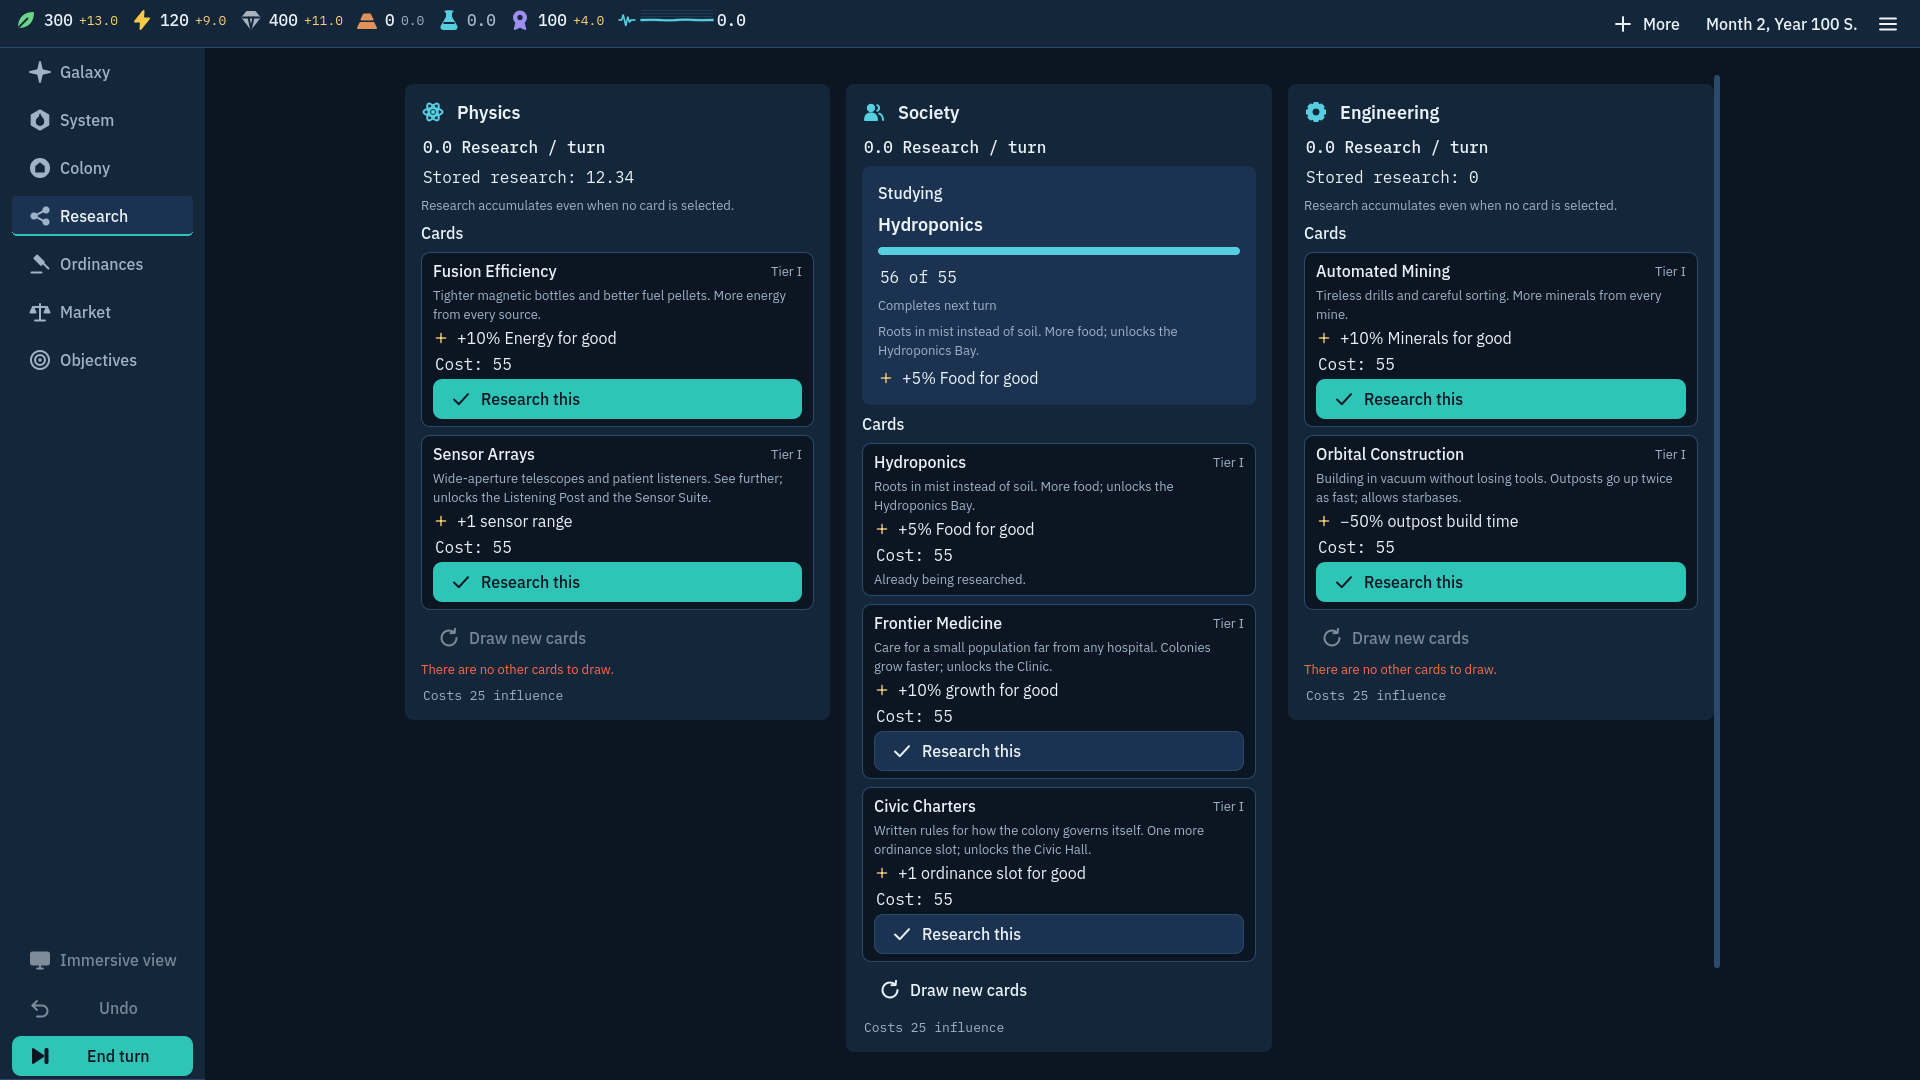 300 +13.0 120 +9.0 400 +11.0 0 0.0 0.0 100 +4.0 0.0
More
Month 2, Year 100 S.
Galaxy
System
Colony
Research
Ordinances
Market
Objectives
Immersive view
Undo
End turn
Physics
0.0 Research / turn
Stored research: 12.34
Research accumulates even when no card is selected.
Cards
Fusion Efficiency
Tier I
Tighter magnetic bottles and better fuel pellets. More energy
from every source.
+10% Energy for good
Cost: 55
Research this
Sensor Arrays
Tier I
Wide-aperture telescopes and patient listeners. See further;
unlocks the Listening Post and the Sensor Suite.
+1 sensor range
Cost: 55
Research this
Draw new cards
There are no other cards to draw.
Costs 25 influence
Society
0.0 Research / turn
Studying
Hydroponics
56 of 55
Completes next turn
Roots in mist instead of soil. More food; unlocks the
Hydroponics Bay.
+5% Food for good
Cards
Hydroponics
Tier I
Roots in mist instead of soil. More food; unlocks the
Hydroponics Bay.
+5% Food for good
Cost: 55
Already being researched.
Frontier Medicine
Tier I
Care for a small population far from any hospital. Colonies
grow faster; unlocks the Clinic.
+10% growth for good
Cost: 55
Research this
Civic Charters
Tier I
Written rules for how the colony governs itself. One more
ordinance slot; unlocks the Civic Hall.
+1 ordinance slot for good
Cost: 55
Research this
Draw new cards
Costs 25 influence
Engineering
0.0 Research / turn
Stored research: 0
Research accumulates even when no card is selected.
Cards
Automated Mining
Tier I
Tireless drills and careful sorting. More minerals from every
mine.
+10% Minerals for good
Cost: 55
Research this
Orbital Construction
Tier I
Building in vacuum without losing tools. Outposts go up twice
as fast; allows starbases.
−50% outpost build time
Cost: 55
Research this
Draw new cards
There are no other cards to draw.
Costs 25 influence